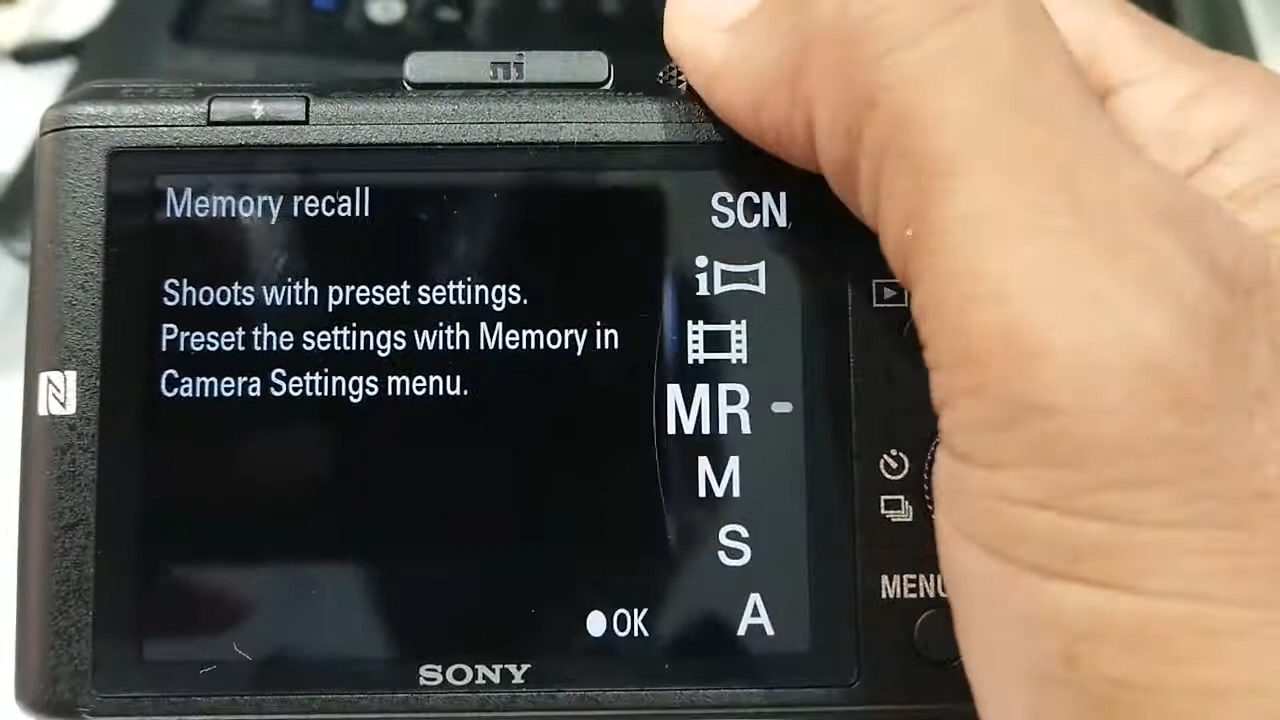 Memory recall
Shoots with preset settings.
Preset the settings with Memory in
Camera Settings menu.
SCN
i
MR
M
S
A
OK
MENU
SONY